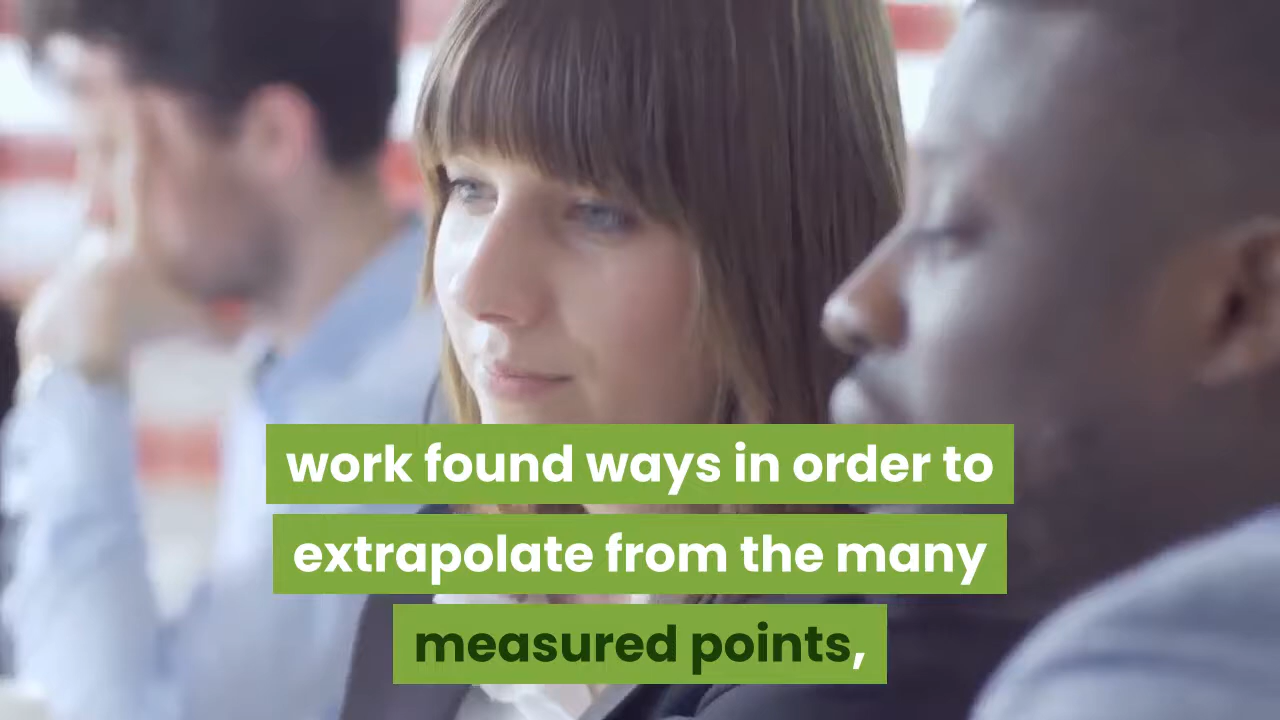 work found ways in order to
extrapolate from the many
measured points,